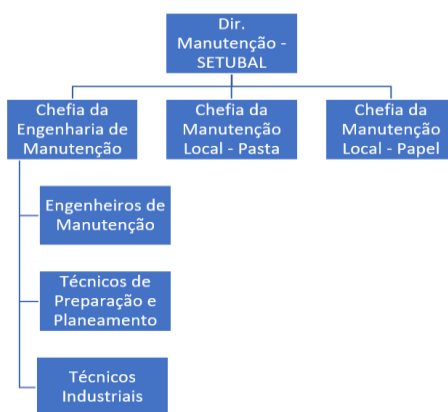 Dir.
Manutenção -
SETUBAL
Chefia da
Engenharia de
Manutenção
Chefia da
Manutenção
Local - Pasta
Chefia da
Manutenção
Local - Papel
Engenheiros de
Manutenção
Técnicos de
Preparação e
Planeamento
Técnicos
Industriais